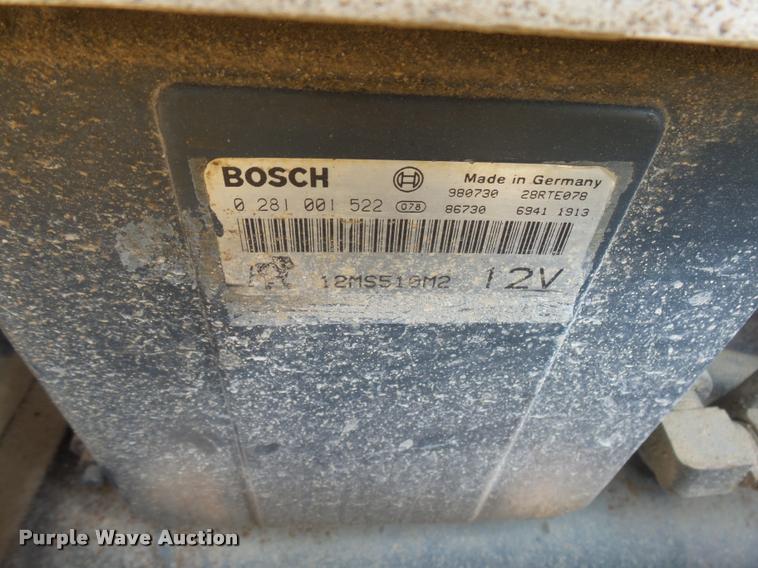 BOSCH
Made in Germany
980730 28RTE078
0 281 001 522 078 86730 6941 1913
12MS510M2 12V
Purple Wave Auction